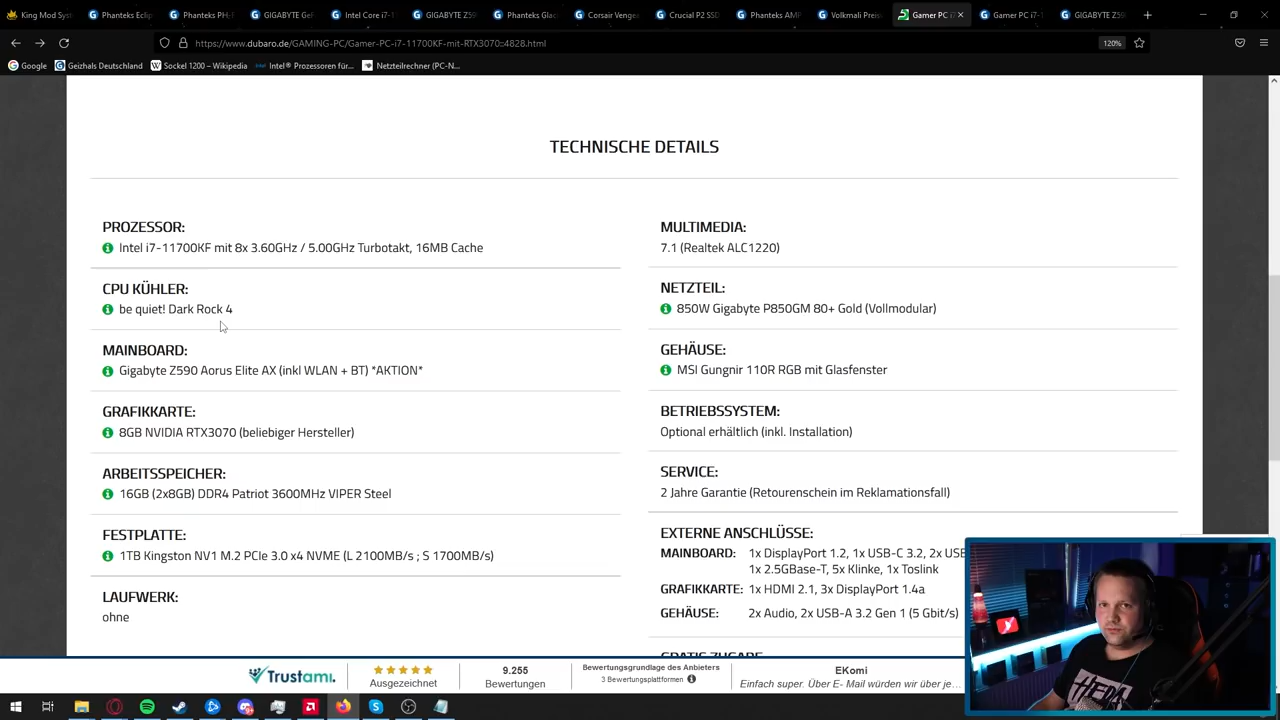 King Mod Syst
Phanteks Eclip
Phanteks PH-
GIGABYTE GeF
Intel Core i7-1
GIGABYTE Z59
Phanteks Glac
Corsair Venge
Crucial P2 SSD
Phanteks AMP
Volkmali Preis
Gamer PC i7
Gamer PC i7-1
GIGABYTE Z59
https://www.dubaro.de/GAMING-PC/Gamer-PC-i7-11700KF-mit-RTX3070::4828.html
120%
Google
Geizhals Deutschland
Sockel 1200 – Wikipedia
Intel® Prozessoren für...
Netzteilrechner (PC-N...
TECHNISCHE DETAILS
PROZESSOR:
Intel i7-11700KF mit 8x 3.60GHz / 5.00GHz Turbotakt, 16MB Cache
CPU KÜHLER:
be quiet! Dark Rock 4
MAINBOARD:
Gigabyte Z590 Aorus Elite AX (inkl WLAN + BT) *AKTION*
GRAFIKKARTE:
8GB NVIDIA RTX3070 (beliebiger Hersteller)
ARBEITSSPEICHER:
16GB (2x8GB) DDR4 Patriot 3600MHz VIPER Steel
FESTPLATTE:
1TB Kingston NV1 M.2 PCIe 3.0 x4 NVME (L 2100MB/s ; S 1700MB/s)
LAUFWERK:
ohne
MULTIMEDIA:
7.1 (Realtek ALC1220)
NETZTEIL:
850W Gigabyte P850GM 80+ Gold (Vollmodular)
GEHÄUSE:
MSI Gungnir 110R RGB mit Glasfenster
BETRIEBSSYSTEM:
Optional erhältlich (inkl. Installation)
SERVICE:
2 Jahre Garantie (Retourenschein im Reklamationsfall)
EXTERNE ANSCHLÜSSE:
MAINBOARD: 1x DisplayPort 1.2, 1x USB-C 3.2, 2x USB
1x 2.5GBase-T, 5x Klinke, 1x Toslink
GRAFIKKARTE: 1x HDMI 2.1, 3x DisplayPort 1.4a
GEHÄUSE: 2x Audio, 2x USB-A 3.2 Gen 1 (5 Gbit/s)
GRATIS ZUGABE
Trustami.
Ausgezeichnet
9.255
Bewertungen
Bewertungsgrundlage des Anbieters
3 Bewertungsplattformen
EKomi
Einfach super. Über E- Mail würden wir über je...